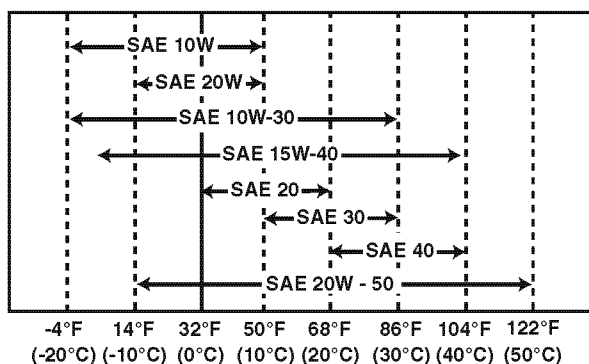 SAE 10W
SAE 20W
SAE 10W-30
SAE 15W-40
SAE 20
SAE 30
SAE 40
SAE 20W - 50
-4°F 14°F 32°F 50°F 68°F 86°F 104°F 122°F
(-20°C) (-10°C) (0°C) (10°C) (20°C) (30°C) (40°C) (50°C)